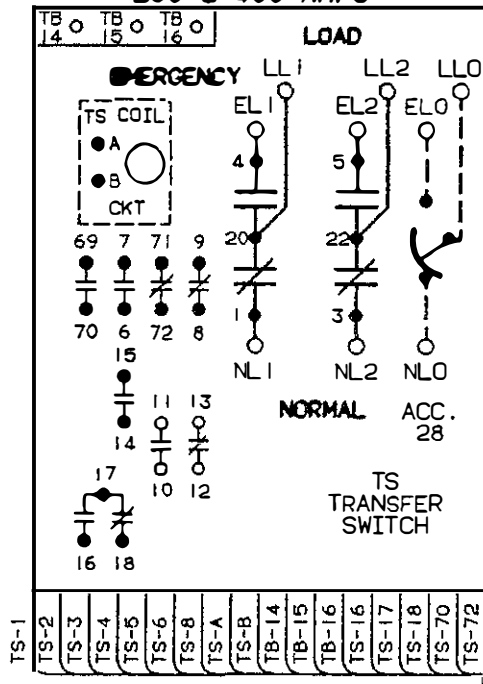 TB 14 TB 15 TB 16
LOAD
EMERGENCY
LL1 LL2 LLO
EL1 EL2 ELO
TS COIL
A
B
CKT
4 5
69 7 71 9
20 22
70 6 72 8
1 3
15
NL1 NL2 NLO
14
11 13
NORMAL
ACC. 28
10 12
17
16 18
TS
TRANSFER
SWITCH
TS-1
TS-2
TS-3
TS-4
TS-5
TS-6
TS-8
TS-A
TS-B
TB-14
TB-15
TB-16
TS-16
TS-17
TS-18
TS-70
TS-72